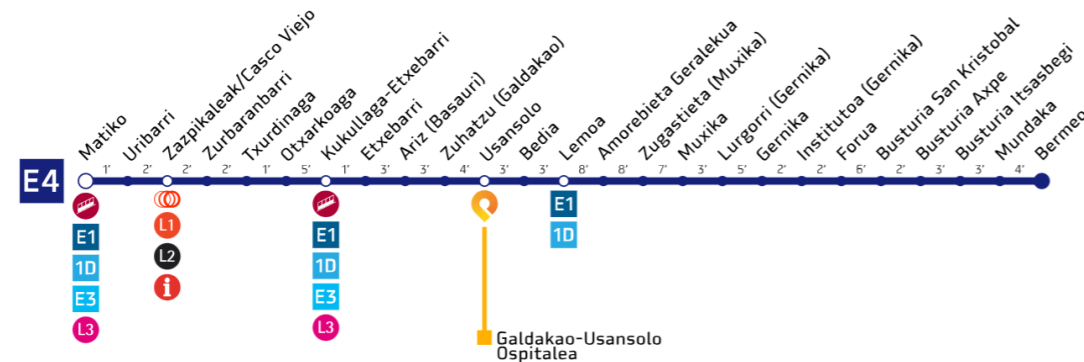 E4
Matiko
Uribarri
Zazpikaleak/Casco Viejo
Zurbaranbarri
Txurdinaga
Otxarkoaga
Kukullaga-Etxebarri
Etxebarri
Ariz (Basauri)
Zuhatzu (Galdakao)
Usansolo
Bedia
Lemoa
Amorebieta Geralekua
Zugastieta (Muxika)
Muxika
Lurgorri (Gernika)
Gernika
Institutoa (Gernika)
Forua
Busturia San Kristobal
Busturia Axpe
Busturia Itsasbegi
Mundaka
Bermeo
1' 2' 2' 2' 1' 5' 1' 3' 3' 4' 3' 3' 8' 8' 7' 3' 5' 2' 2' 6' 2' 3' 3' 4'
E1
1D
E3
L3
L1
L2
i
E1
1D
E3
L3
E1
1D
Galdakao-Usansolo
Ospitalea